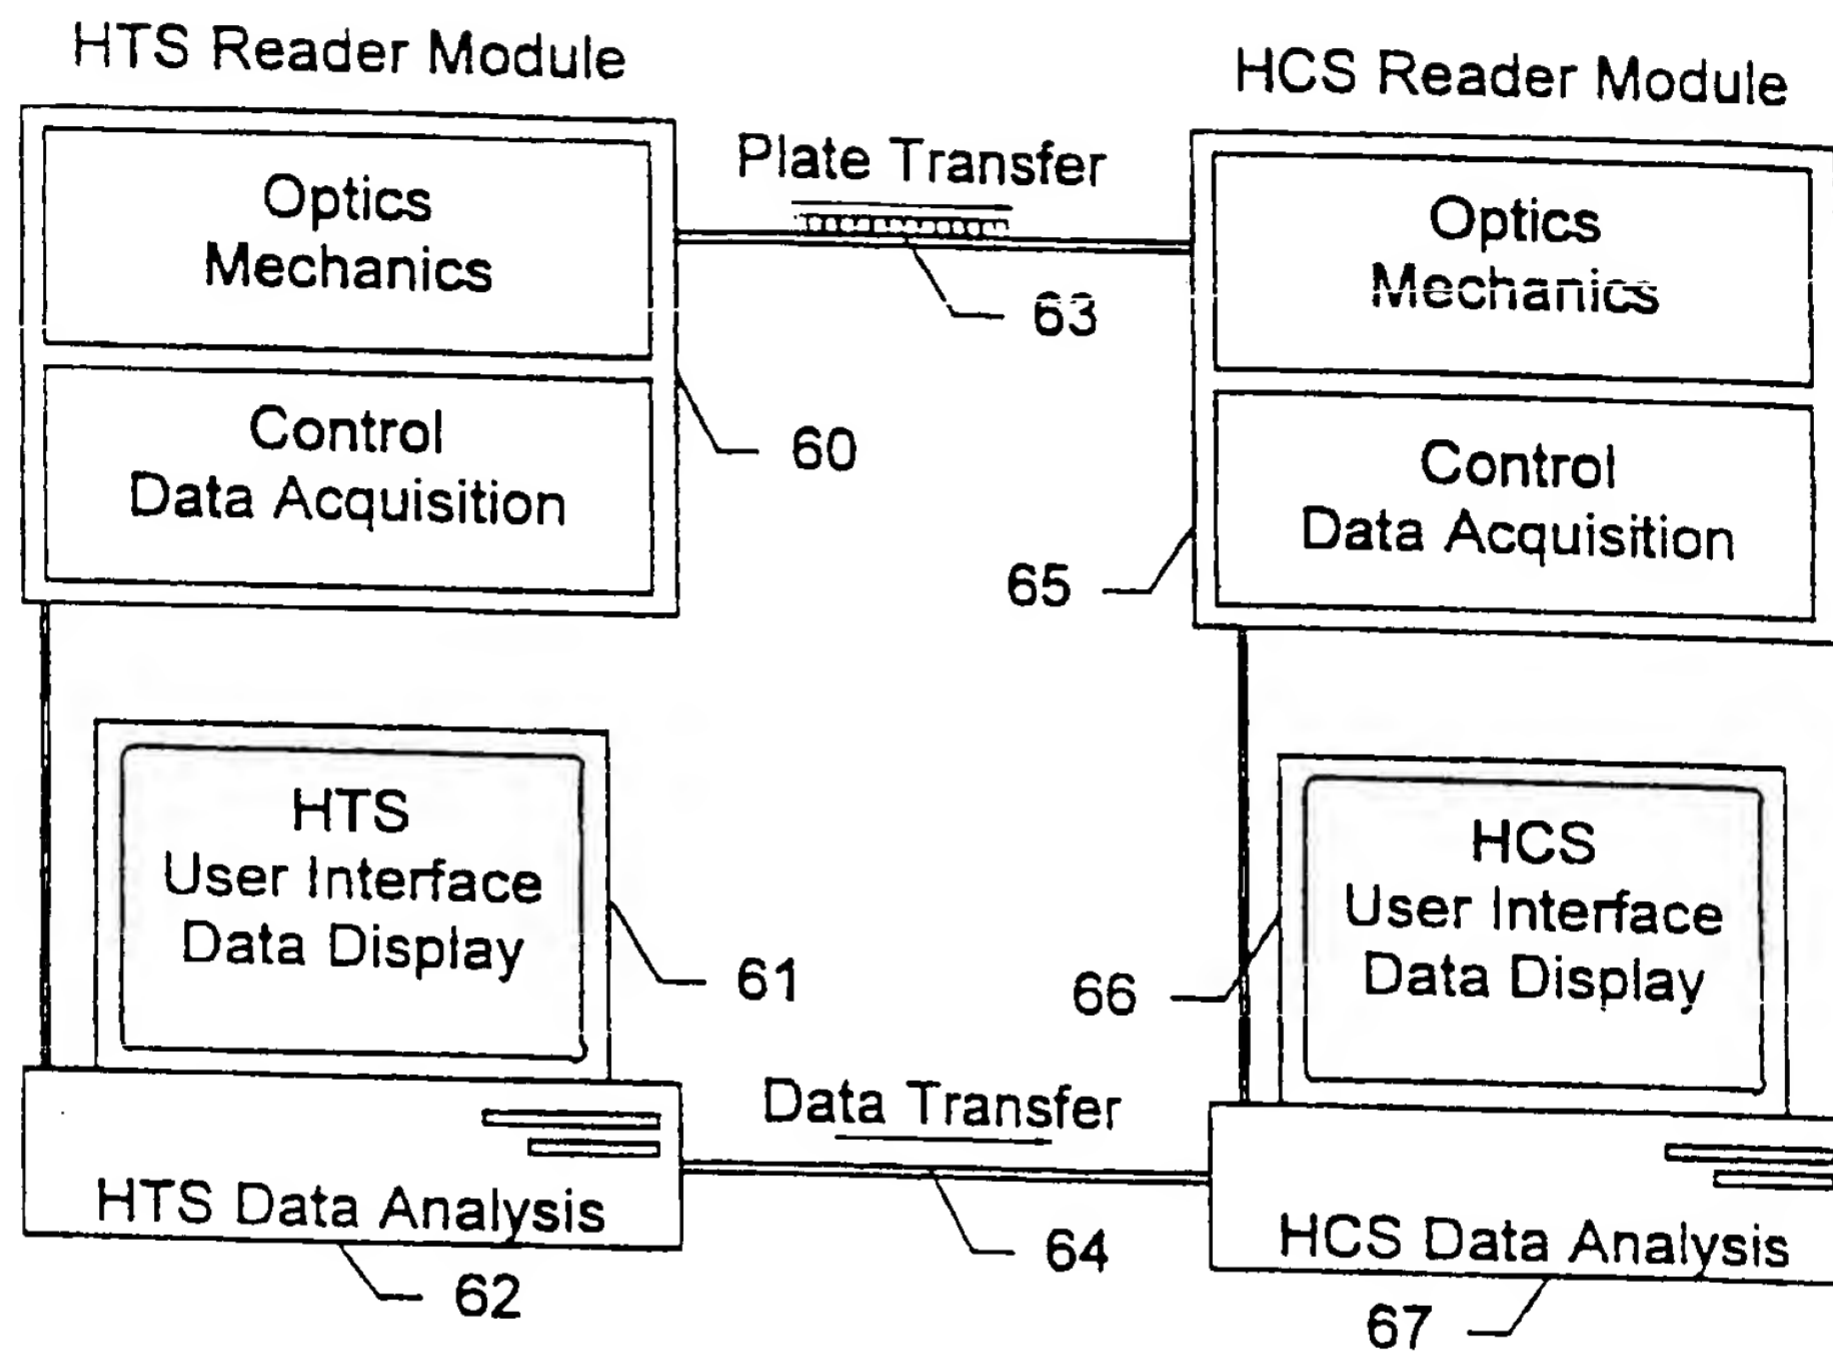 HTS Reader Module
HCS Reader Module
Plate Transfer
Optics
Mechanics
Optics
Mechanics
63
Control
Data Acquisition
60
Control
Data Acquisition
65
HTS
User Interface
Data Display
61
HCS
User Interface
Data Display
66
Data Transfer
HTS Data Analysis
64
HCS Data Analysis
62
67